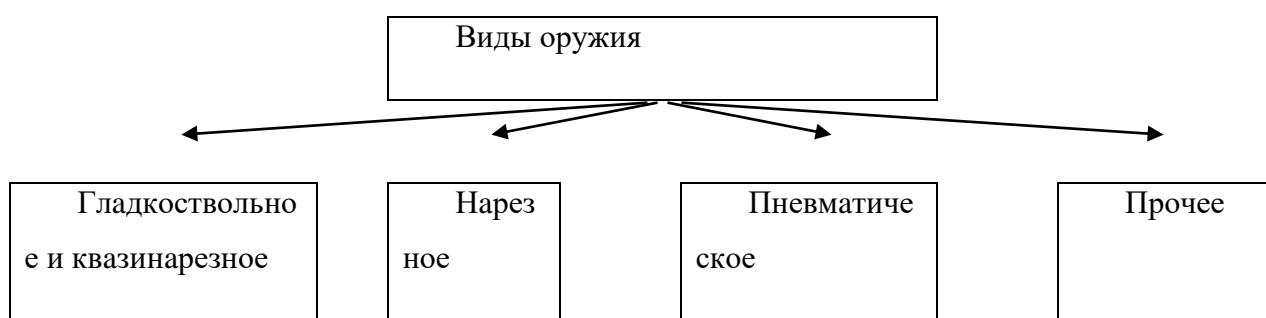 Виды оружия
Гладкоствольно
е и квазинарезное
Нарез
ное
Пневматиче
ское
Прочее